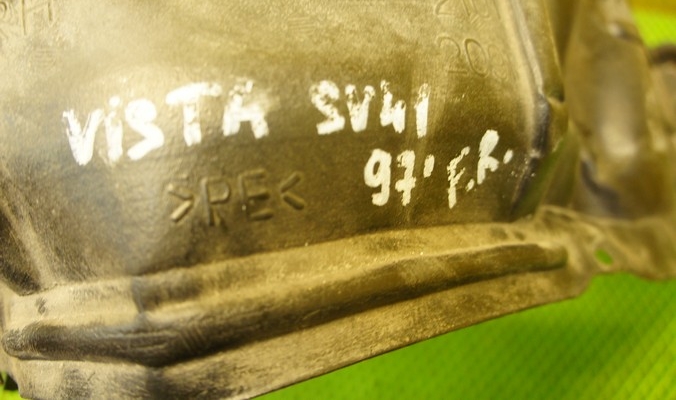 VISTA SV41
97' F.R.
>PE<